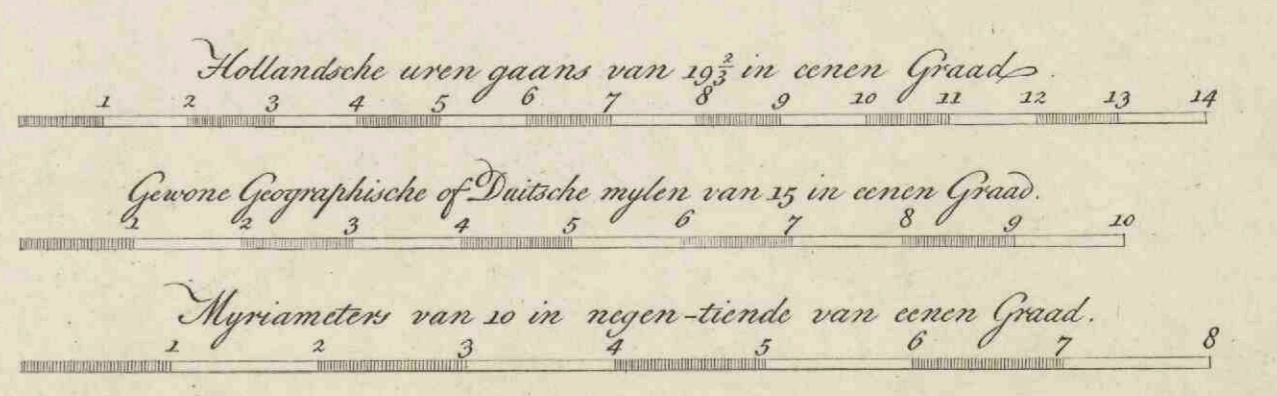 Hollandsche uren gaans van 19 2/3 in eenen Graad.
1 2 3 4 5 6 7 8 9 10 11 12 13 14
Gewone Geographische of Duitsche mylen van 15 in eenen Graad.
1 2 3 4 5 6 7 8 9 10
Myriameters van 10 in negen-tiende van eenen Graad.
1 2 3 4 5 6 7 8